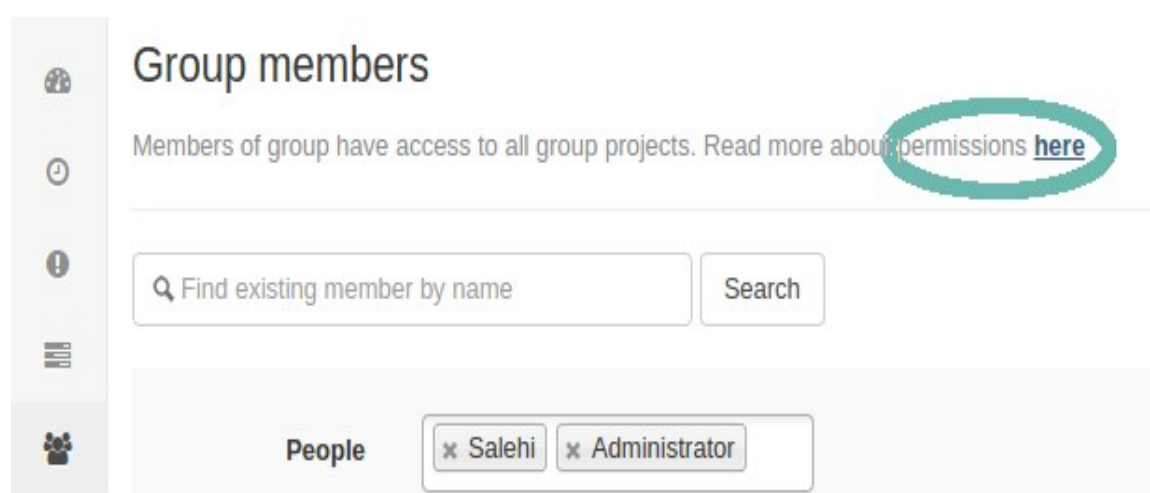 Group members
Members of group have access to all group projects. Read more about permissions here
Find existing member by name
Search
People
Salehi
Administrator